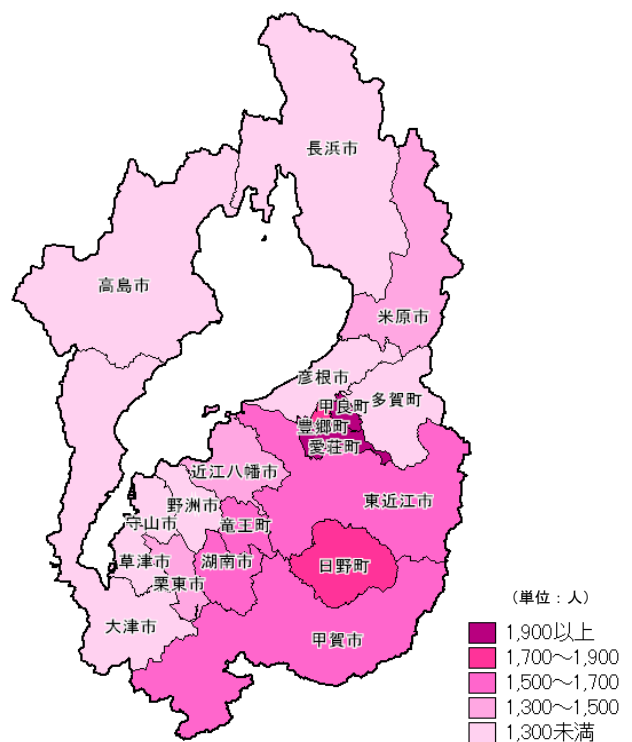 長浜市
高島市
米原市
彦根市
甲良町
多賀町
豊郷町
愛荘町
近江八幡市
野洲市
東近江市
守山市
竜王町
草津市
湖南市
栗東市
日野町
大津市
甲賀市
（単位：人）
1,900以上
1,700～1,900
1,500～1,700
1,300～1,500
1,300未満